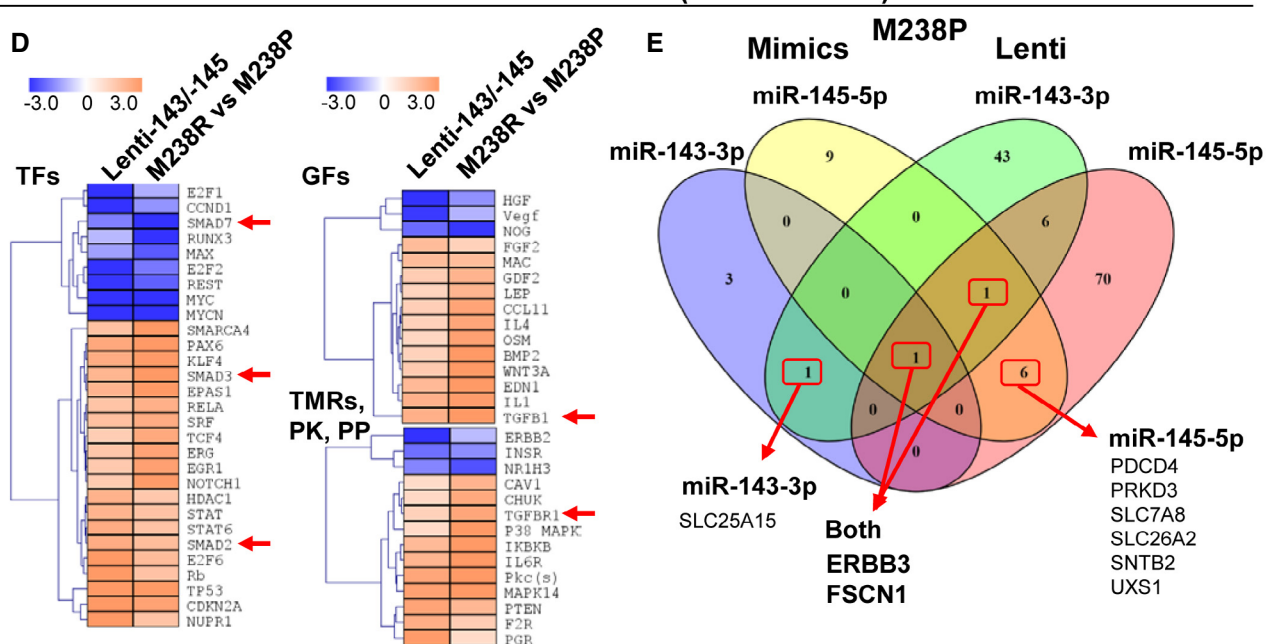 D
-3.0 0 3.0
Lenti-143/-145
M238R vs M238P
TFs
E2F1
CCND1
SMAD7
RUNX3
MAX
E2F2
REST
MYC
MYCN
SMARCA4
PAX6
KLF4
SMAD3
EPAS1
RELA
SRF
TCF4
ERG
EGR1
NOTCH1
HDAC1
STAT
STAT6
SMAD2
E2F6
Rb
TP53
CDKN2A
NUPR1
-3.0 0 3.0
Lenti-143/-145
M238R vs M238P
GFs
HGF
Vegf
NOG
FGF2
MAC
GDF2
LEP
CCL11
IL4
OSM
BMP2
WNT3A
EDN1
IL1
TGFB1
TMRs,
PK, PP
ERBB2
INSR
NR1H3
CAV1
CHUK
TGFBR1
P38 MAPK
IKBKB
IL6R
Pkc(s)
MAPK14
PTEN
F2R
PGR
E
M238P
Mimics Lenti
miR-145-5p miR-143-3p
miR-143-3p miR-145-5p
9 43
0 0 6
3 0 1 70
1 1 6
0 0
0
miR-143-3p
SLC25A15
Both
ERBB3
FSCN1
miR-145-5p
PDCD4
PRKD3
SLC7A8
SLC26A2
SNTB2
UXS1